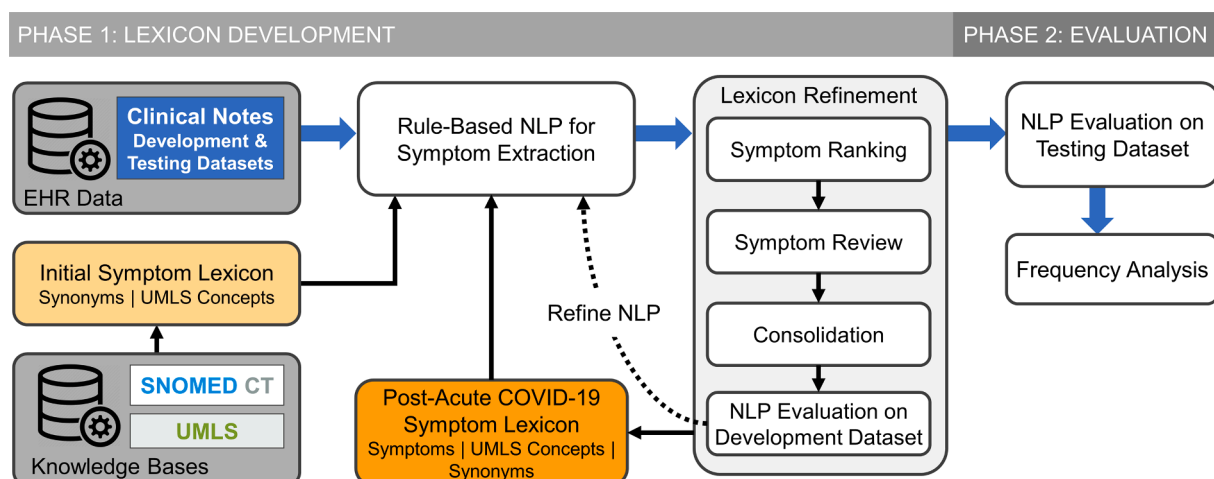 PHASE 1: LEXICON DEVELOPMENT
PHASE 2: EVALUATION
Clinical Notes
Development &
Testing Datasets
EHR Data
Rule-Based NLP for
Symptom Extraction
Lexicon Refinement
Symptom Ranking
Symptom Review
Consolidation
NLP Evaluation on
Development Dataset
NLP Evaluation on
Testing Dataset
Frequency Analysis
Initial Symptom Lexicon
Synonyms | UMLS Concepts
Refine NLP
SNOMED CT
UMLS
Knowledge Bases
Post-Acute COVID-19
Symptom Lexicon
Symptoms | UMLS Concepts |
Synonyms